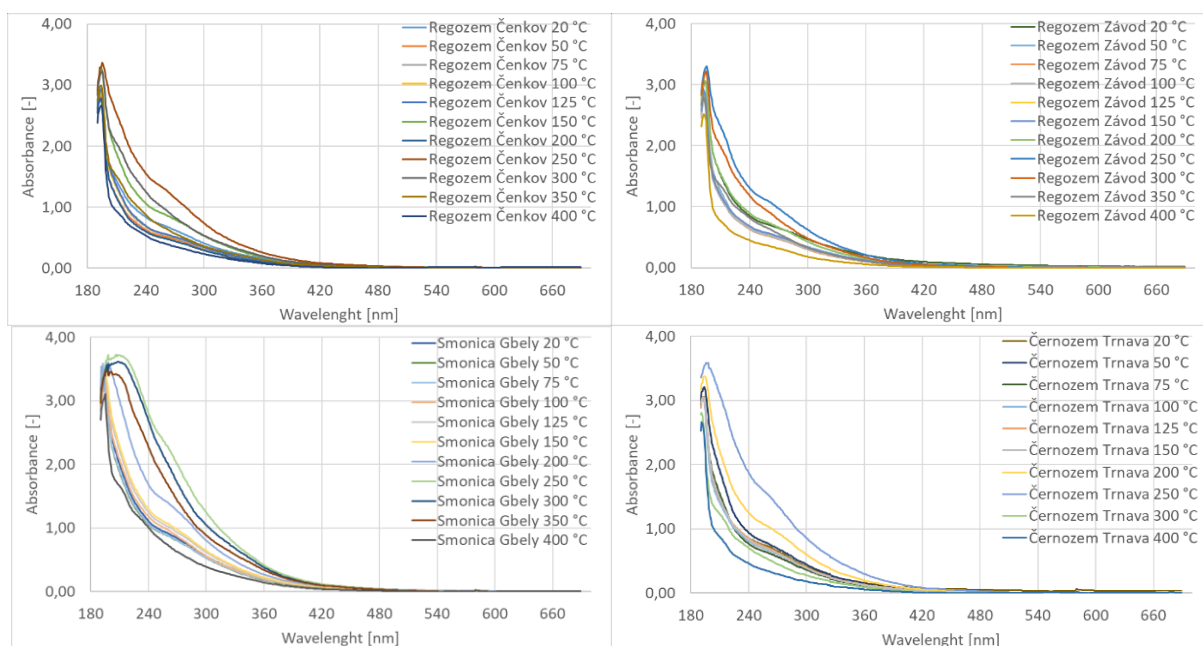 4,00
3,00
2,00
1,00
0,00
Absorbance [-]
180 240 300 360 420 480 540 600 660
Wavelenght [nm]
Regozem Čenkov 20 °C
Regozem Čenkov 50 °C
Regozem Čenkov 75 °C
Regozem Čenkov 100 °C
Regozem Čenkov 125 °C
Regozem Čenkov 150 °C
Regozem Čenkov 200 °C
Regozem Čenkov 250 °C
Regozem Čenkov 300 °C
Regozem Čenkov 350 °C
Regozem Čenkov 400 °C
4,00
3,00
2,00
1,00
0,00
Absorbance [-]
180 240 300 360 420 480 540 600 660
Wavelenght [nm]
Regozem Závod 20 °C
Regozem Závod 50 °C
Regozem Závod 75 °C
Regozem Závod 100 °C
Regozem Závod 125 °C
Regozem Závod 150 °C
Regozem Závod 200 °C
Regozem Závod 250 °C
Regozem Závod 300 °C
Regozem Závod 350 °C
Regozem Závod 400 °C
4,00
3,00
2,00
1,00
0,00
Absorbance [-]
180 240 300 360 420 480 540 600 660
Wavelenght [nm]
Smonica Gbely 20 °C
Smonica Gbely 50 °C
Smonica Gbely 75 °C
Smonica Gbely 100 °C
Smonica Gbely 125 °C
Smonica Gbely 150 °C
Smonica Gbely 200 °C
Smonica Gbely 250 °C
Smonica Gbely 300 °C
Smonica Gbely 350 °C
Smonica Gbely 400 °C
4,00
3,00
2,00
1,00
0,00
Absorbance [-]
180 240 300 360 420 480 540 600 660
Wavelenght [nm]
Černozem Trnava 20 °C
Černozem Trnava 50 °C
Černozem Trnava 75 °C
Černozem Trnava 100 °C
Černozem Trnava 125 °C
Černozem Trnava 150 °C
Černozem Trnava 200 °C
Černozem Trnava 250 °C
Černozem Trnava 300 °C
Černozem Trnava 400 °C